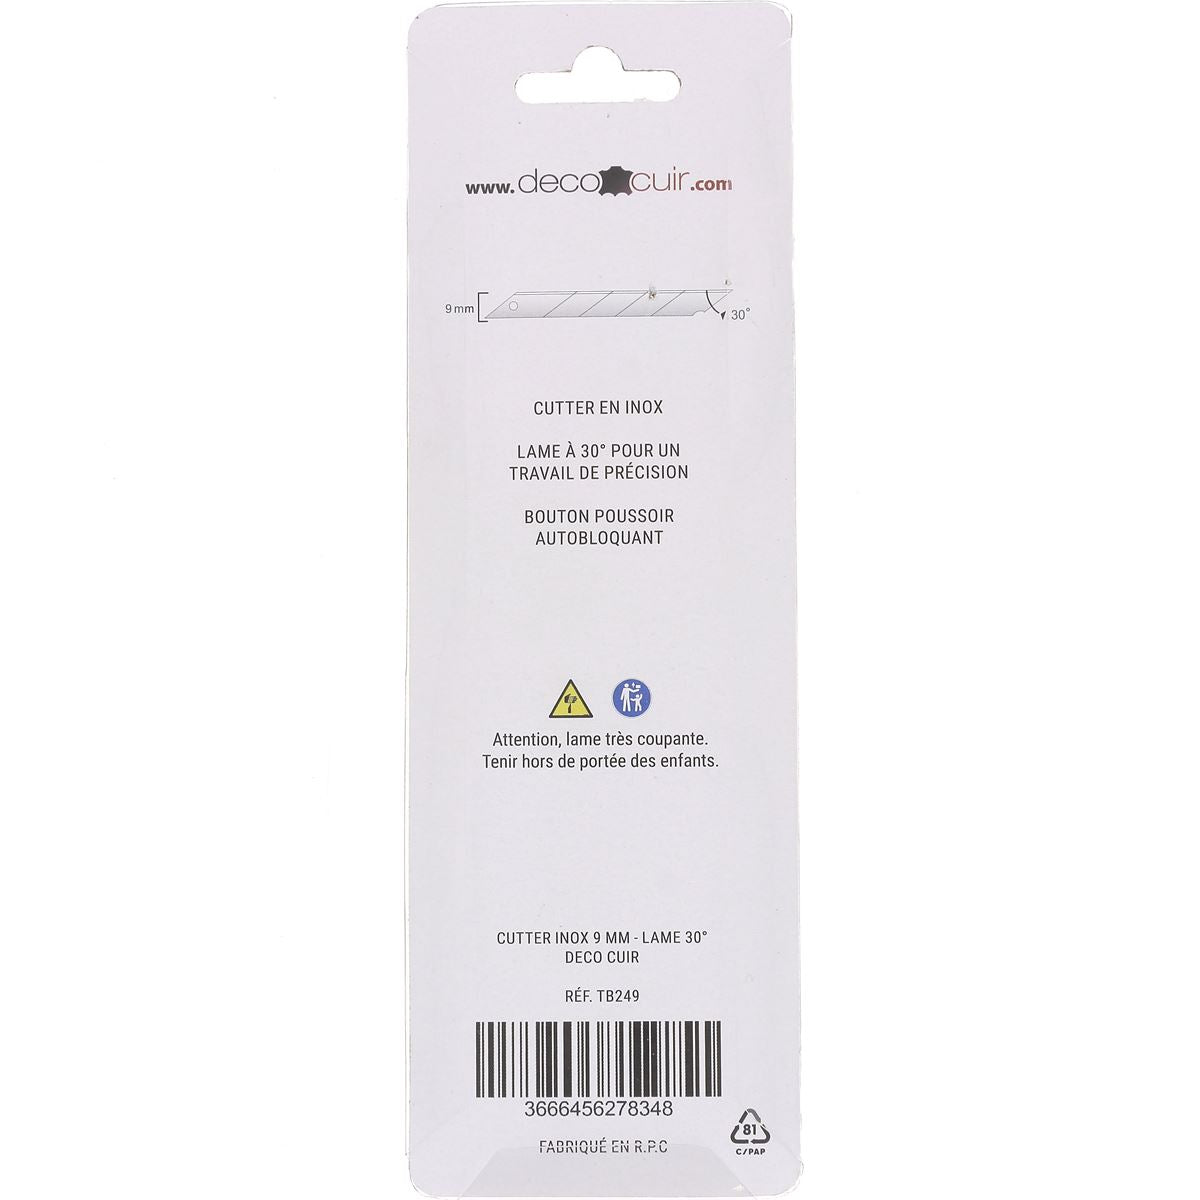 www.decocuir.com
9 mm
30°
CUTTER EN INOX
LAME À 30° POUR UN
TRAVAIL DE PRÉCISION
BOUTON POUSSOIR
AUTOBLOQUANT
Attention, lame très coupante.
Tenir hors de portée des enfants.
CUTTER INOX 9 MM - LAME 30°
DECO CUIR
RÉF. TB249
3666456278348
FABRIQUÉ EN R.P.C
81
C/PAP